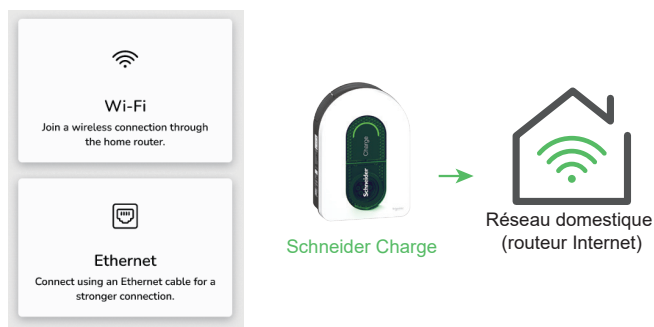 Wi-Fi
Join a wireless connection through
the home router.
Ethernet
Connect using an Ethernet cable for a
stronger connection.
Charge
Schneider
Schneider Charge
Réseau domestique
(routeur Internet)